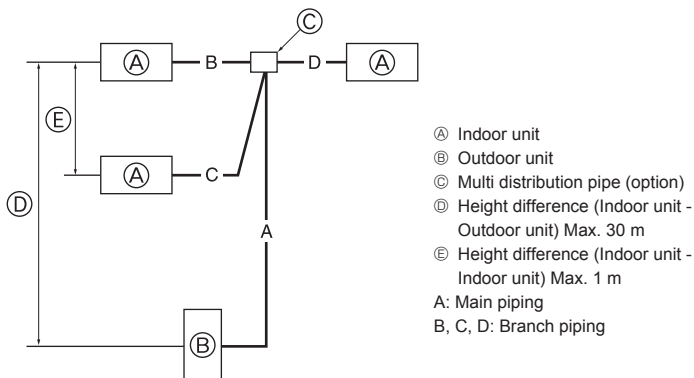 Ⓒ
Ⓐ B D Ⓐ
Ⓔ
Ⓐ C
Ⓓ
A
Ⓑ
Ⓐ Indoor unit
Ⓑ Outdoor unit
Ⓒ Multi distribution pipe (option)
Ⓓ Height difference (Indoor unit -
Outdoor unit) Max. 30 m
Ⓔ Height difference (Indoor unit -
Indoor unit) Max. 1 m
A: Main piping
B, C, D: Branch piping